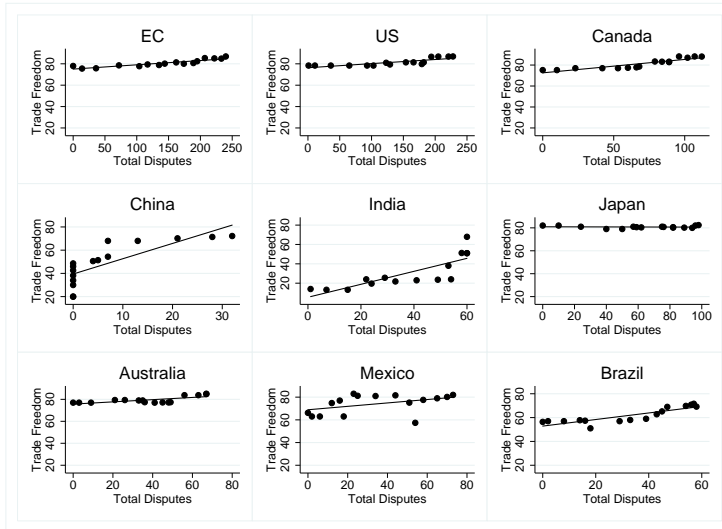 EC
Trade Freedom
20 40 60 80
0 50 100 150 200 250
Total Disputes
US
Trade Freedom
20 40 60 80
0 50 100 150 200 250
Total Disputes
Canada
Trade Freedom
20 40 60 80
0 50 100
Total Disputes
China
Trade Freedom
20 40 60 80
0 10 20 30
Total Disputes
India
Trade Freedom
20 40 60 80
0 20 40 60
Total Disputes
Japan
Trade Freedom
20 40 60 80
0 20 40 60 80 100
Total Disputes
Australia
Trade Freedom
20 40 60 80
0 20 40 60 80
Total Disputes
Mexico
Trade Freedom
20 40 60 80
0 20 40 60 80
Total Disputes
Brazil
Trade Freedom
20 40 60 80
0 20 40 60
Total Disputes